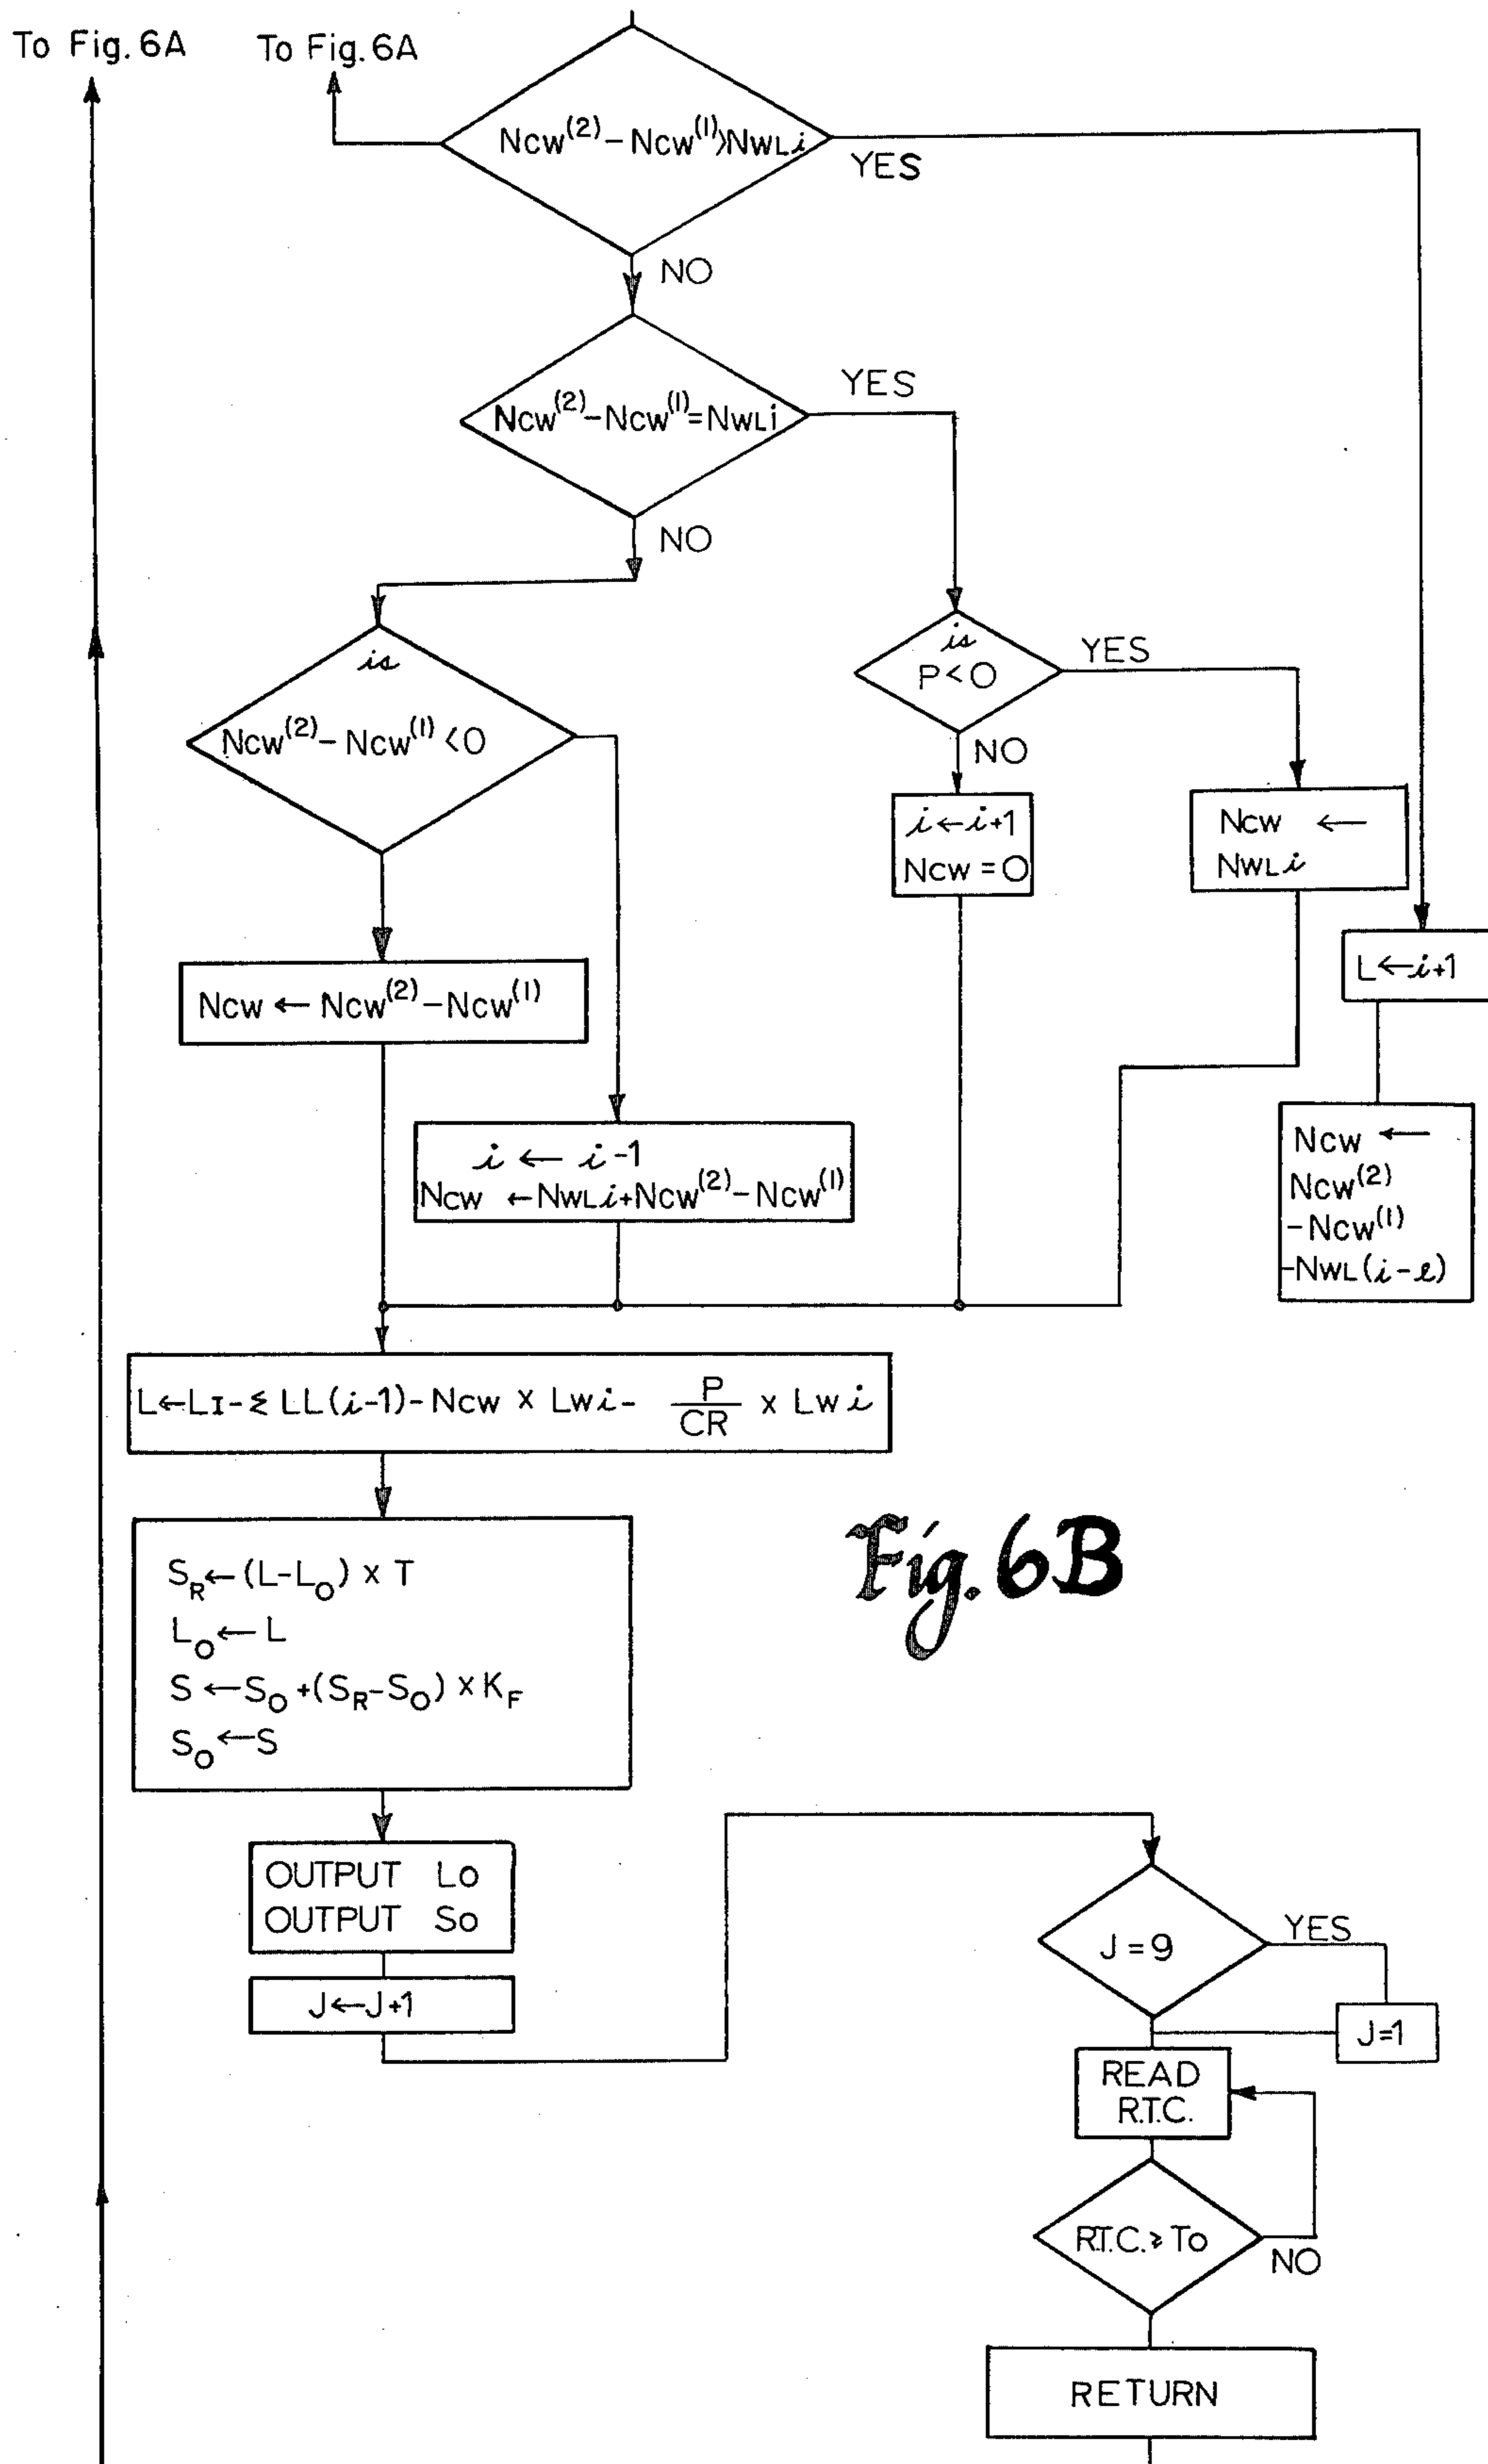 To Fig. 6A
To Fig. 6A
NCW(2) – NCW(1) > NWLi
YES
NO
NCW(2) – NCW(1) = NWLi
YES
NO
is
P < O
YES
NO
is
NCW(2) – NCW(1) < O
i ← i+1
NCW = O
NCW ←
NWLi
L ← i+1
NCW ← NCW(2) – NCW(1)
i ← i-1
NCW ← NWLi + NCW(2) – NCW(1)
NCW ←
NCW(2)
– NCW(1)
– NWL(i-e)
L ← LI – Σ LL(i-1) – NCW × LWi – P/CR × LWi
Fig. 6B
SR ← (L-LO) × T
LO ← L
S ← SO + (SR-SO) × KF
SO ← S
OUTPUT LO
OUTPUT SO
J ← J+1
J = 9
YES
J=1
READ
R.T.C.
R.T.C. ≥ TO
NO
RETURN